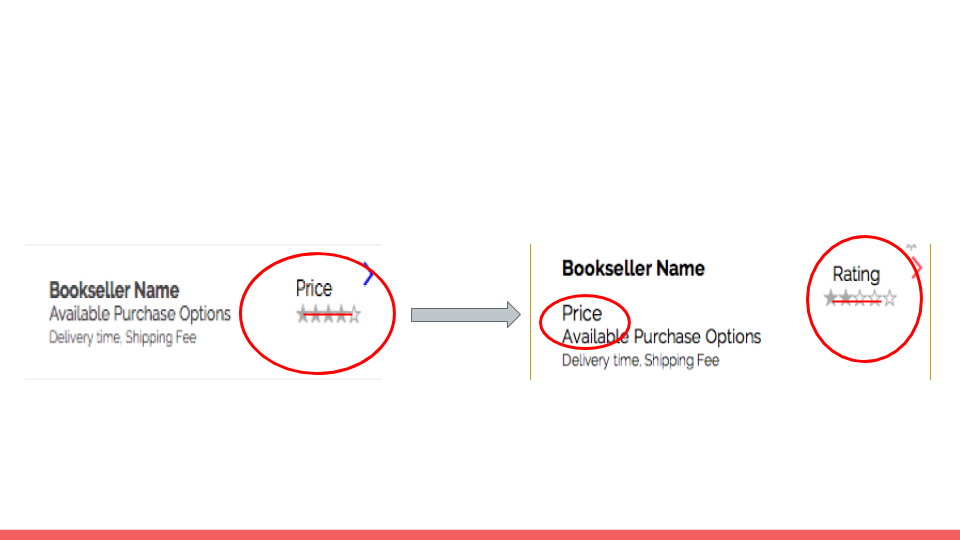 Bookseller Name
Available Purchase Options
Delivery time, Shipping Fee
Price
Bookseller Name
Price
Available Purchase Options
Delivery time, Shipping Fee
Rating